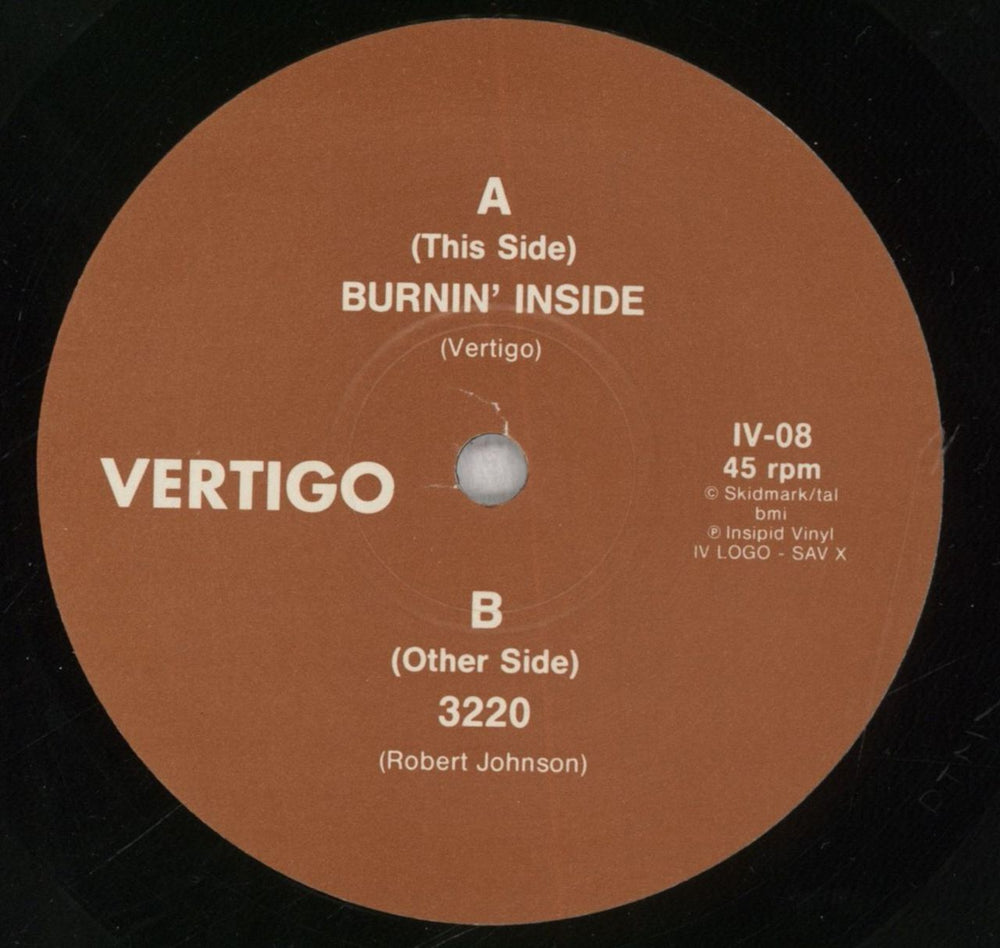 A
(This Side)
BURNIN' INSIDE
(Vertigo)
VERTIGO
IV-08
45 rpm
© Skidmark/tal
bmi
℗ Insipid Vinyl
IV LOGO - SAV X
B
(Other Side)
3220
(Robert Johnson)